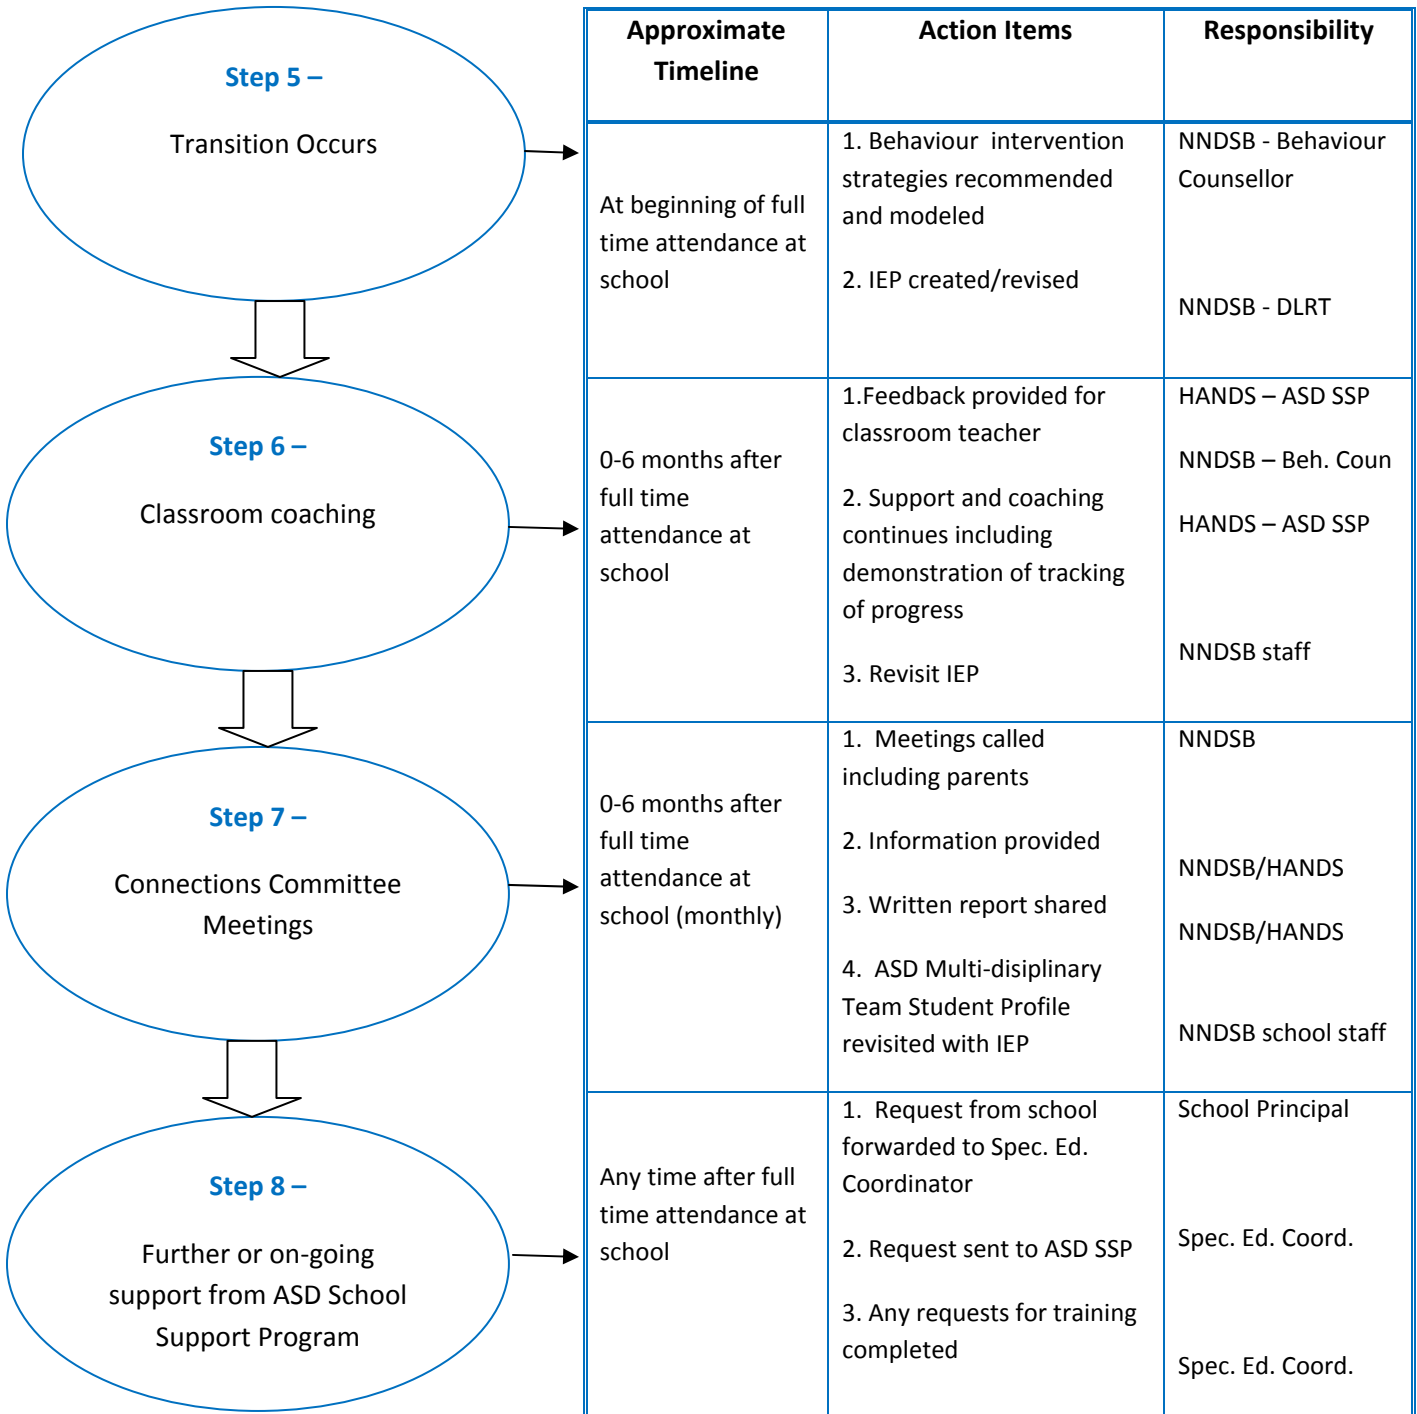 Approximate
Timeline
Action Items
Responsibility
Step 5 –
Transition Occurs
At beginning of full
time attendance at
school
1. Behaviour  intervention
strategies recommended
and modeled
2. IEP created/revised
NNDSB - Behaviour
Counsellor
NNDSB - DLRT
Step 6 –
Classroom coaching
0-6 months after
full time
attendance at
school
1.Feedback provided for
classroom teacher
2. Support and coaching
continues including
demonstration of tracking
of progress
3. Revisit IEP
HANDS – ASD SSP
NNDSB – Beh. Coun
HANDS – ASD SSP
NNDSB staff
Step 7 –
Connections Committee
Meetings
0-6 months after
full time
attendance at
school (monthly)
1.  Meetings called
including parents
2. Information provided
3. Written report shared
4.  ASD Multi-disiplinary
Team Student Profile
revisited with IEP
NNDSB
NNDSB/HANDS
NNDSB/HANDS
NNDSB school staff
Step 8 –
Further or on-going
support from ASD School
Support Program
Any time after full
time attendance at
school
1.  Request from school
forwarded to Spec. Ed.
Coordinator
2. Request sent to ASD SSP
3. Any requests for training
completed
School Principal
Spec. Ed. Coord.
Spec. Ed. Coord.